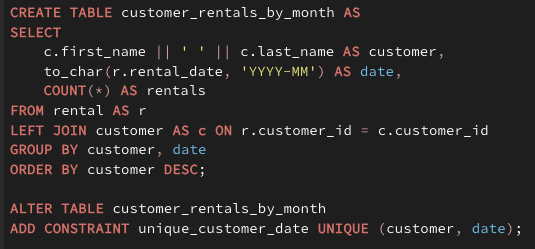 CREATE TABLE customer_rentals_by_month AS
SELECT
    c.first_name || ' ' || c.last_name AS customer,
    to_char(r.rental_date, 'YYYY-MM') AS date,
    COUNT(*) AS rentals
FROM rental AS r
LEFT JOIN customer AS c ON r.customer_id = c.customer_id
GROUP BY customer, date
ORDER BY customer DESC;

ALTER TABLE customer_rentals_by_month
ADD CONSTRAINT unique_customer_date UNIQUE (customer, date);